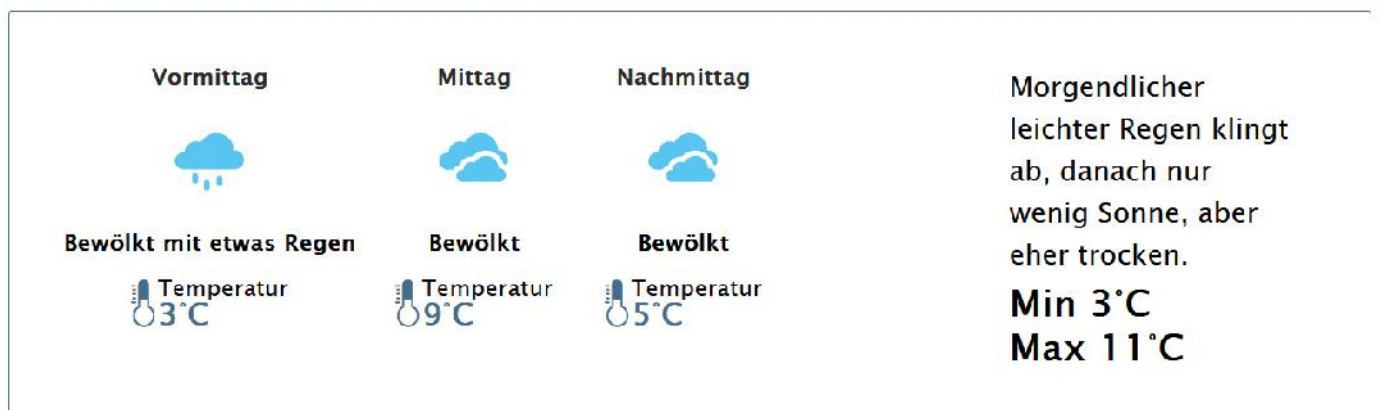 Vormittag
Mittag
Nachmittag
Bewölkt mit etwas Regen
Bewölkt
Bewölkt
Temperatur
3°C
Temperatur
9°C
Temperatur
5°C
Morgendlicher
leichter Regen klingt
ab, danach nur
wenig Sonne, aber
eher trocken.
Min 3°C
Max 11°C